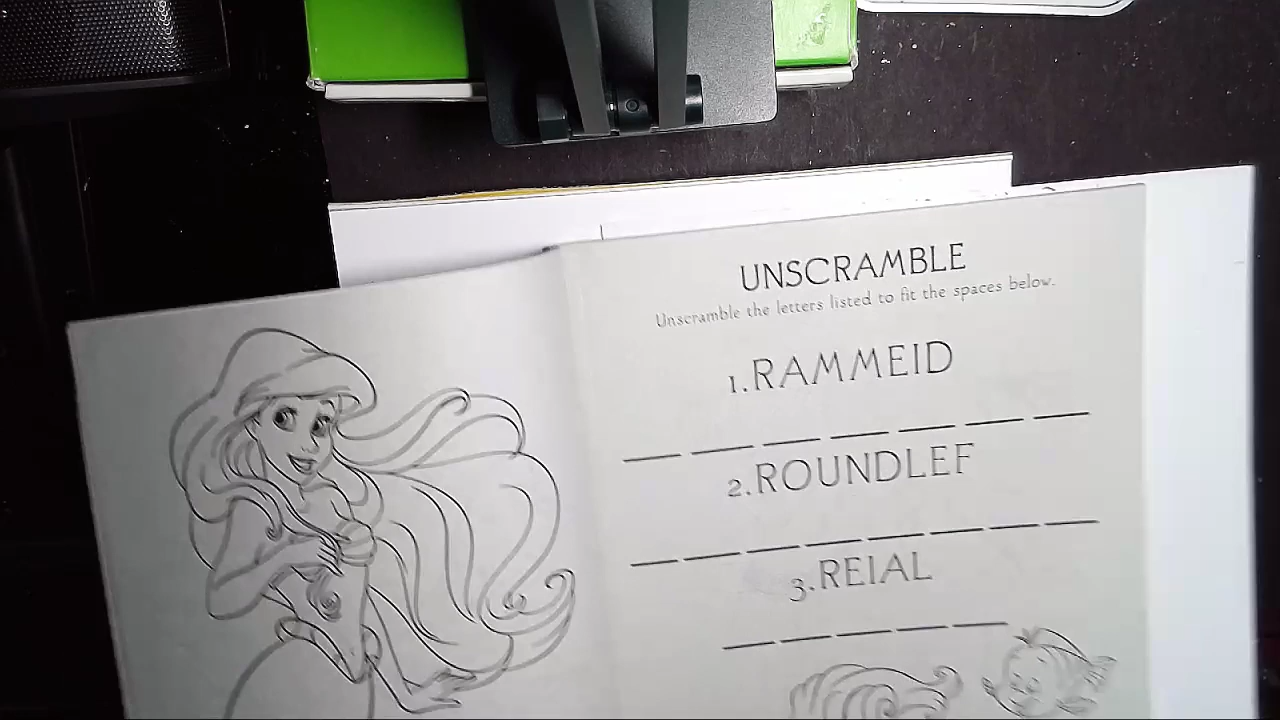 UNSCRAMBLE
Unscramble the letters listed to fit the spaces below.
1.RAMMEID
2.ROUNDLEF
3.REIAL